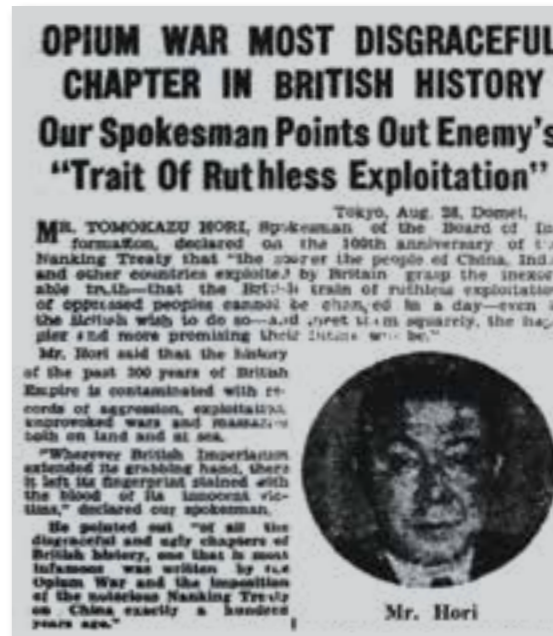 OPIUM WAR MOST DISGRACEFUL
CHAPTER IN BRITISH HISTORY
Our Spokesman Points Out Enemy's
"Trait Of Ruthless Exploitation"
Tokyo, Aug. 28, Domei,
MR. TOMOKAZU HORI, Spokesman of the Board of In-
formation, declared on the 100th anniversary of
Nanking Treaty that "the sooner the people of China,
and other countries exploited by Britain grasp the inexor-
able truth—that the British of ruthless exploitation
of oppressed peoples cannot be changed in a day—even
the British wish to do so—and meet them squarely, the hap-
pier and more promising their future be."
Mr. Hori said that the history
of the past 300 years of British
Empire is contaminated with re-
cords of aggression, exploitation,
unprovoked wars and massacres
both on land and at sea.
"Wherever British Imperialism
extended its grabbing hand, there
it left its fingerprint stained with
the blood of its innocent vic-
tims," declared our spokesman.
He pointed out "of all the
disgraceful and ugly chapters of
British history, one that is most
infamous was written by the
Opium War and the imposition
of the notorious Nanking Treaty
on China exactly a hundred
years ago."
Mr. Hori